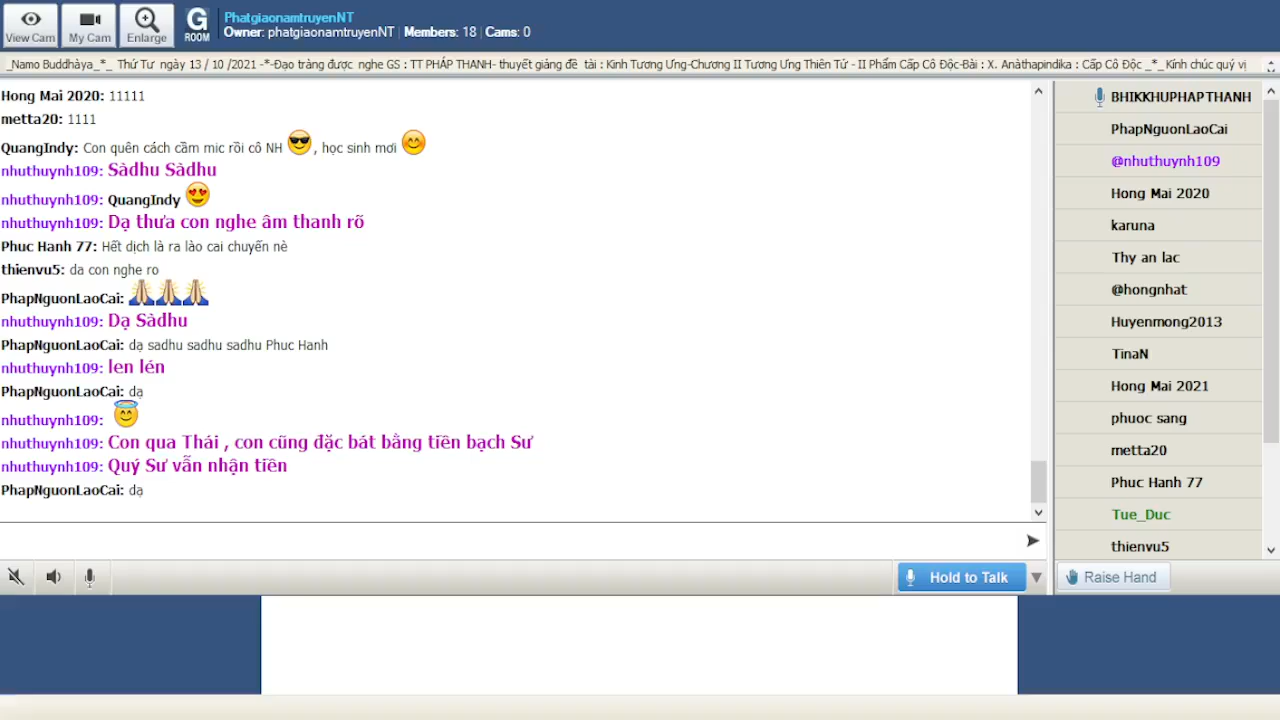 View Cam
My Cam
Enlarge
G
ROOM
PhatgiaonamtruyenNT
Owner: phatgiaonamtruyenNT | Members: 18 | Cams: 0
_Namo Buddhàya_*_ Thứ Tư ngày 13 / 10 /2021 -*-Đạo tràng được nghe GS : TT PHÁP THANH- thuyết giảng đề tài : Kinh Tương Ưng-Chương II Tương Ưng Thiên Tử - II Phẩm Cấp Cô Độc-Bài : X. Anàthapindika : Cấp Cô Độc _*_Kính chúc quý vị
Hong Mai 2020: 11111
metta20: 1111
QuangIndy: Con quên cách cầm mic rồi cô NH 😎, học sinh mơi 😊
nhuthuynh109: Sàdhu Sàdhu
nhuthuynh109: QuangIndy 😍
nhuthuynh109: Dạ thưa con nghe âm thanh rõ
Phuc Hanh 77: Hết dịch là ra lào cai chuyến nè
thienvu5: da con nghe ro
PhapNguonLaoCai: 🙏🙏🙏
nhuthuynh109: Dạ Sàdhu
PhapNguonLaoCai: dạ sadhu sadhu sadhu Phuc Hanh
nhuthuynh109: len lén
PhapNguonLaoCai: dạ
nhuthuynh109: 😇
nhuthuynh109: Con qua Thái , con cũng đặc bát bằng tiền bạch Sư
nhuthuynh109: Quý Sư vẫn nhận tiền
PhapNguonLaoCai: dạ
BHIKKHUPHAPTHANH
PhapNguonLaoCai
@nhuthuynh109
Hong Mai 2020
karuna
Thy an lac
@hongnhat
Huyenmong2013
TinaN
Hong Mai 2021
phuoc sang
metta20
Phuc Hanh 77
Tue_Duc
thienvu5
Hold to Talk
Raise Hand